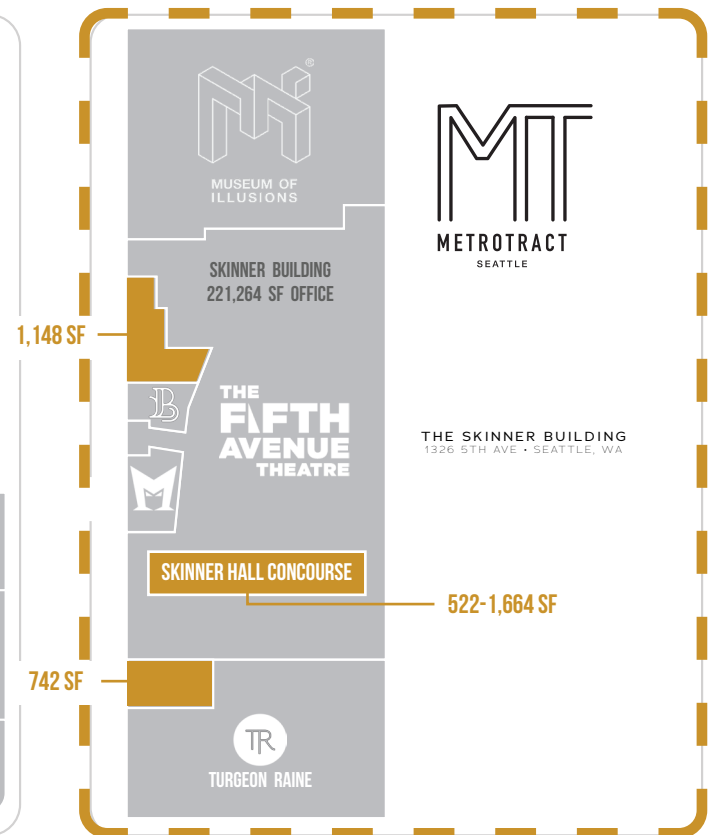 ®
MUSEUM OF
ILLUSIONS
MT
METROTRACT
SEATTLE
SKINNER BUILDING
221,264 SF OFFICE
1,148 SF
B
THE
FIFTH
AVENUE
THEATRE
THE SKINNER BUILDING
1326 5TH AVE • SEATTLE, WA
M
SKINNER HALL CONCOURSE
522-1,664 SF
742 SF
TR
TURGEON RAINE